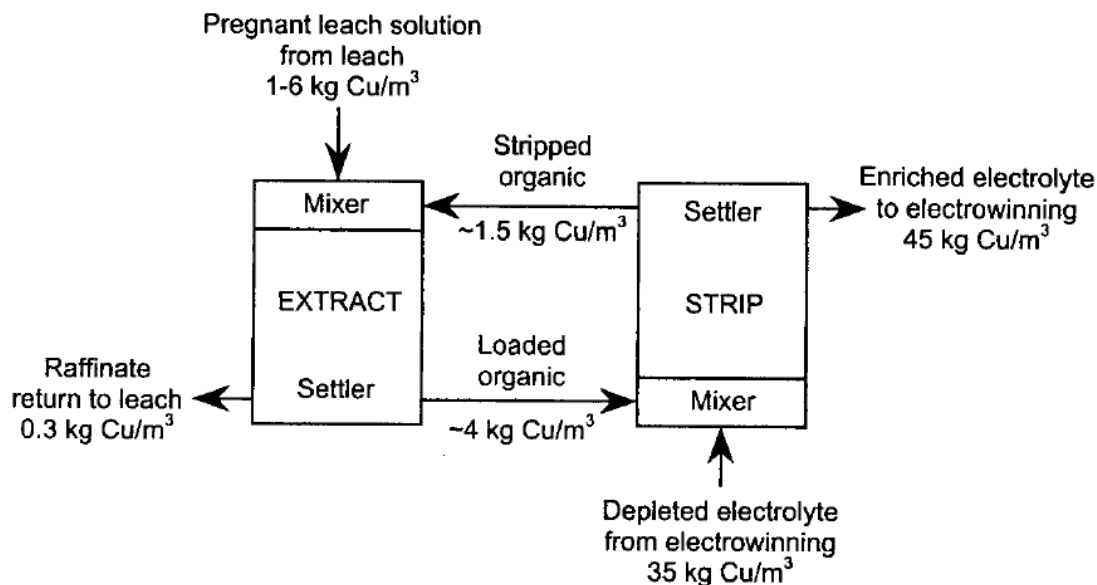 Pregnant leach solution
from leach
1-6 kg Cu/m³
Mixer
EXTRACT
Settler
Raffinate
return to leach
0.3 kg Cu/m³
Stripped
organic
~1.5 kg Cu/m³
Loaded
organic
~4 kg Cu/m³
Settler
STRIP
Mixer
Enriched electrolyte
to electrowinning
45 kg Cu/m³
Depleted electrolyte
from electrowinning
35 kg Cu/m³